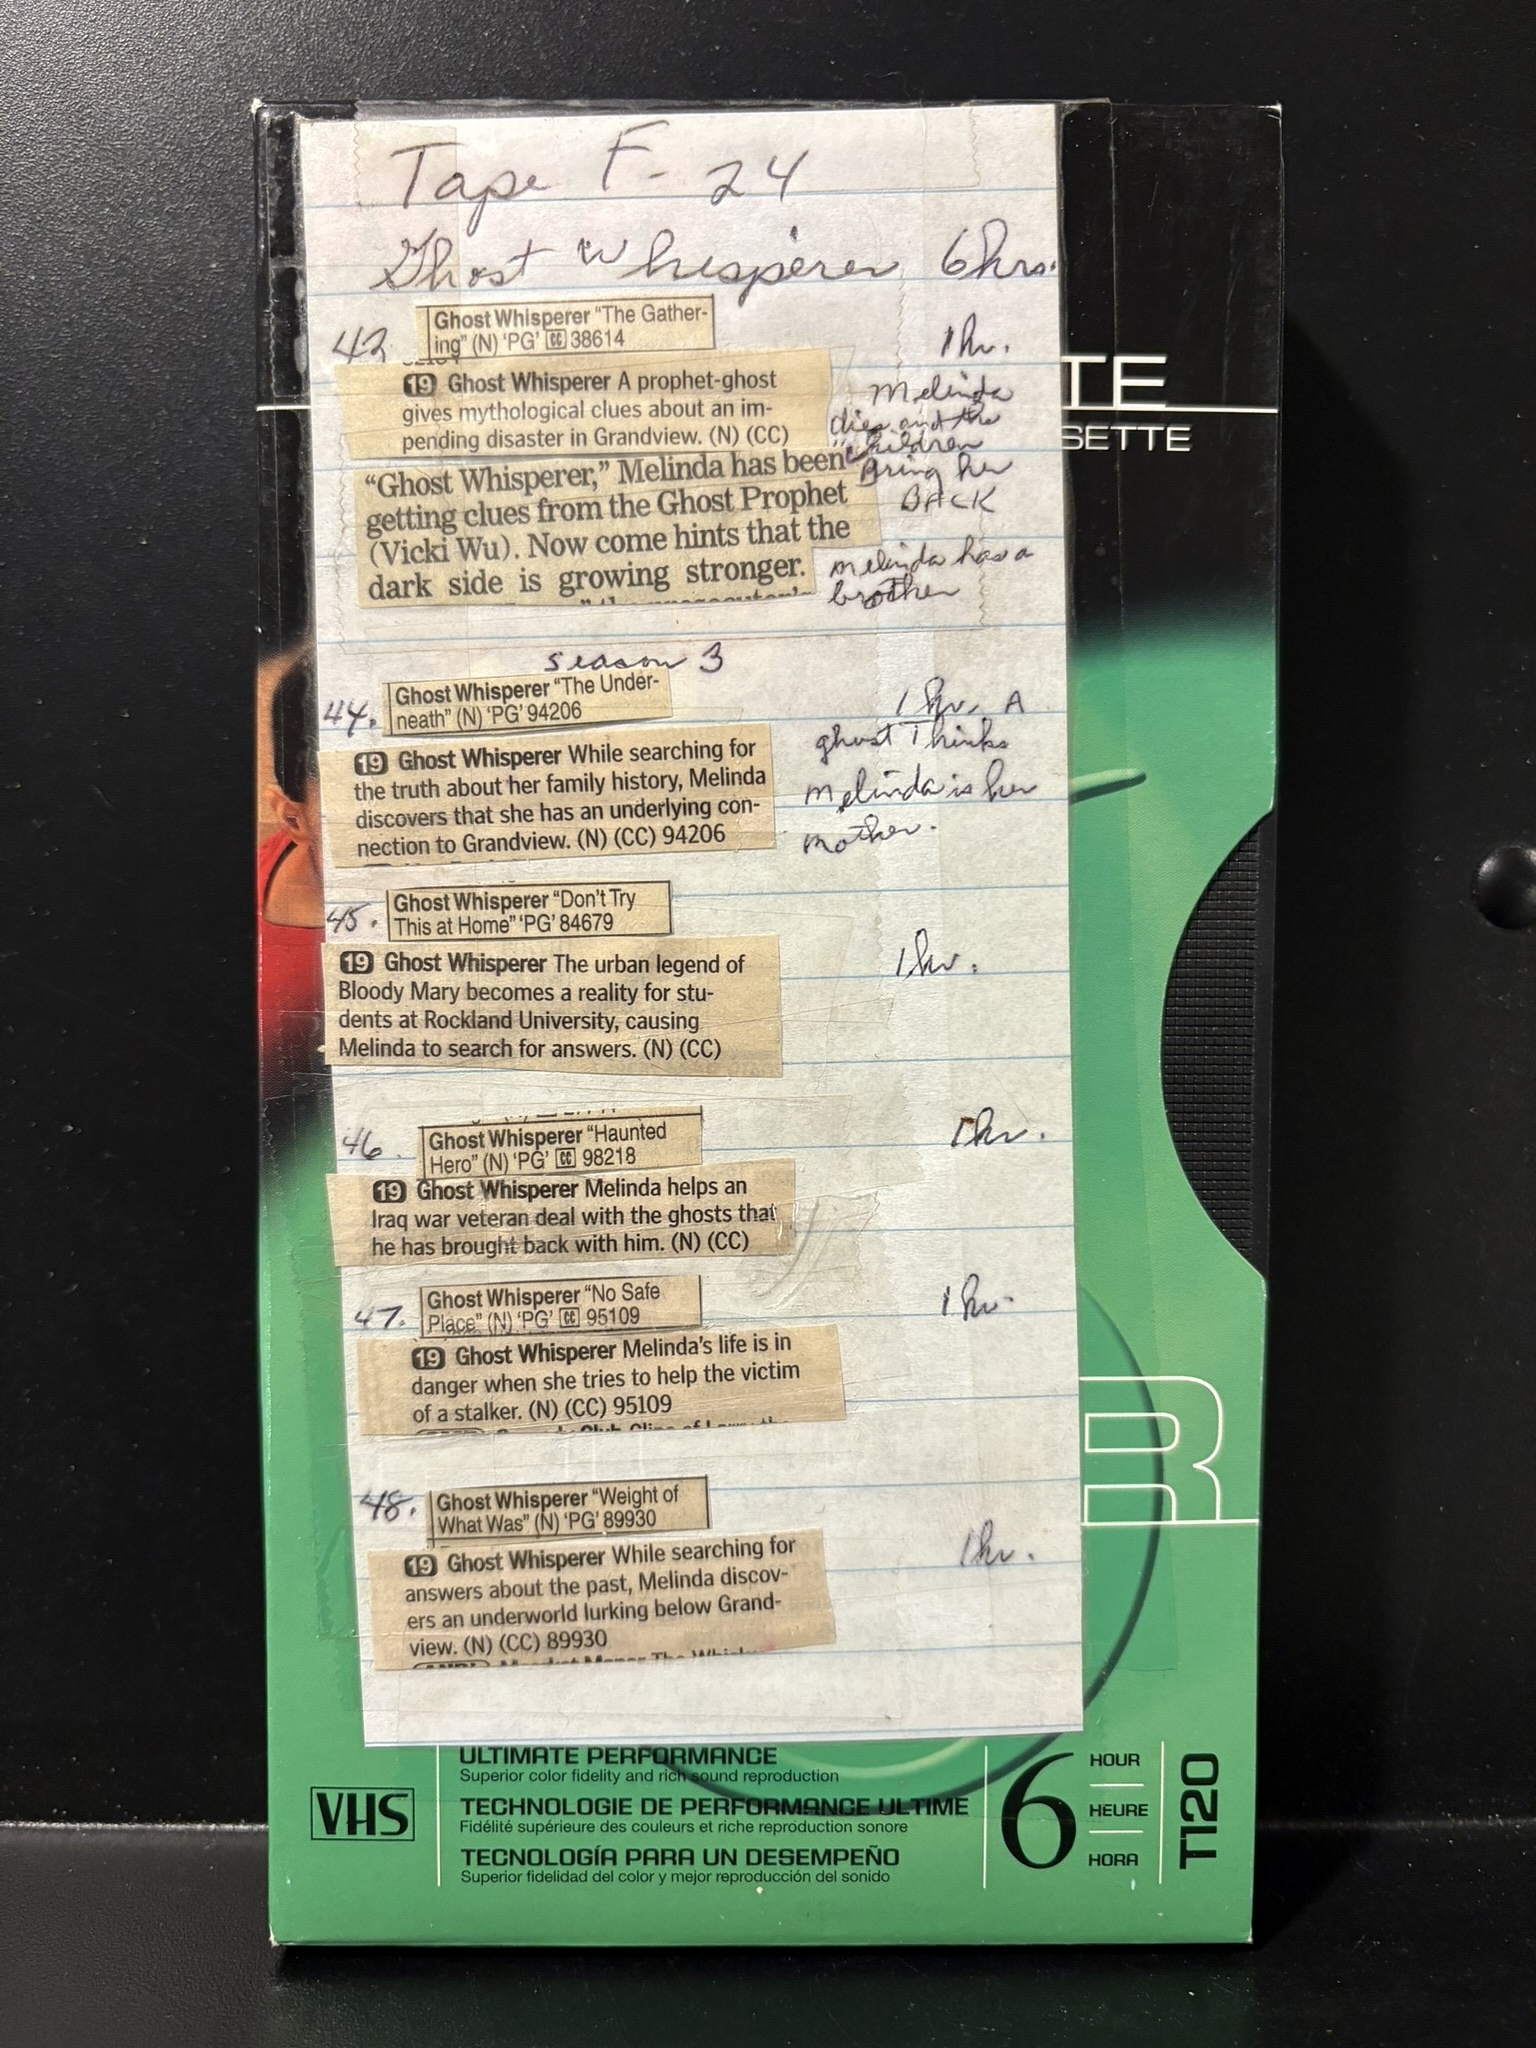 Tape F- 24
Ghost Whisperer 6hrs.
43 Ghost Whisperer “The Gather-
ing” (N) ‘PG’ CC 38614
1hr.
19 Ghost Whisperer A prophet-ghost
gives mythological clues about an im-
pending disaster in Grandview. (N) (CC)
“Ghost Whisperer,” Melinda has been
getting clues from the Ghost Prophet
(Vicki Wu). Now come hints that the
dark side is growing stronger.
Melinda
dies and the
children
Bring her
BACK
Melinda has a
brother
TE
SETTE
season 3
44. Ghost Whisperer “The Under-
neath” (N) ‘PG’ 94206
19 Ghost Whisperer While searching for
the truth about her family history, Melinda
discovers that she has an underlying con-
nection to Grandview. (N) (CC) 94206
1 hr. A
ghost Thinks
Melinda is her
mother.
45. Ghost Whisperer “Don’t Try
This at Home” ‘PG’ 84679
1hr.
19 Ghost Whisperer The urban legend of
Bloody Mary becomes a reality for stu-
dents at Rockland University, causing
Melinda to search for answers. (N) (CC)
46. Ghost Whisperer “Haunted
Hero” (N) ‘PG’ CC 98218
1hr.
19 Ghost Whisperer Melinda helps an
Iraq war veteran deal with the ghosts that
he has brought back with him. (N) (CC)
47. Ghost Whisperer “No Safe
Place” (N) ‘PG’ CC 95109
1hr.
19 Ghost Whisperer Melinda’s life is in
danger when she tries to help the victim
of a stalker. (N) (CC) 95109
48. Ghost Whisperer “Weight of
What Was” (N) ‘PG’ 89930
1hr.
19 Ghost Whisperer While searching for
answers about the past, Melinda discov-
ers an underworld lurking below Grand-
view. (N) (CC) 89930
R
VHS
ULTIMATE PERFORMANCE
Superior color fidelity and rich sound reproduction
TECHNOLOGIE DE PERFORMANCE ULTIME
Fidélité supérieure des couleurs et riche reproduction sonore
TECNOLOGÍA PARA UN DESEMPEÑO
Superior fidelidad del color y mejor reproducción del sonido
6
HOUR
HEURE
HORA
T120